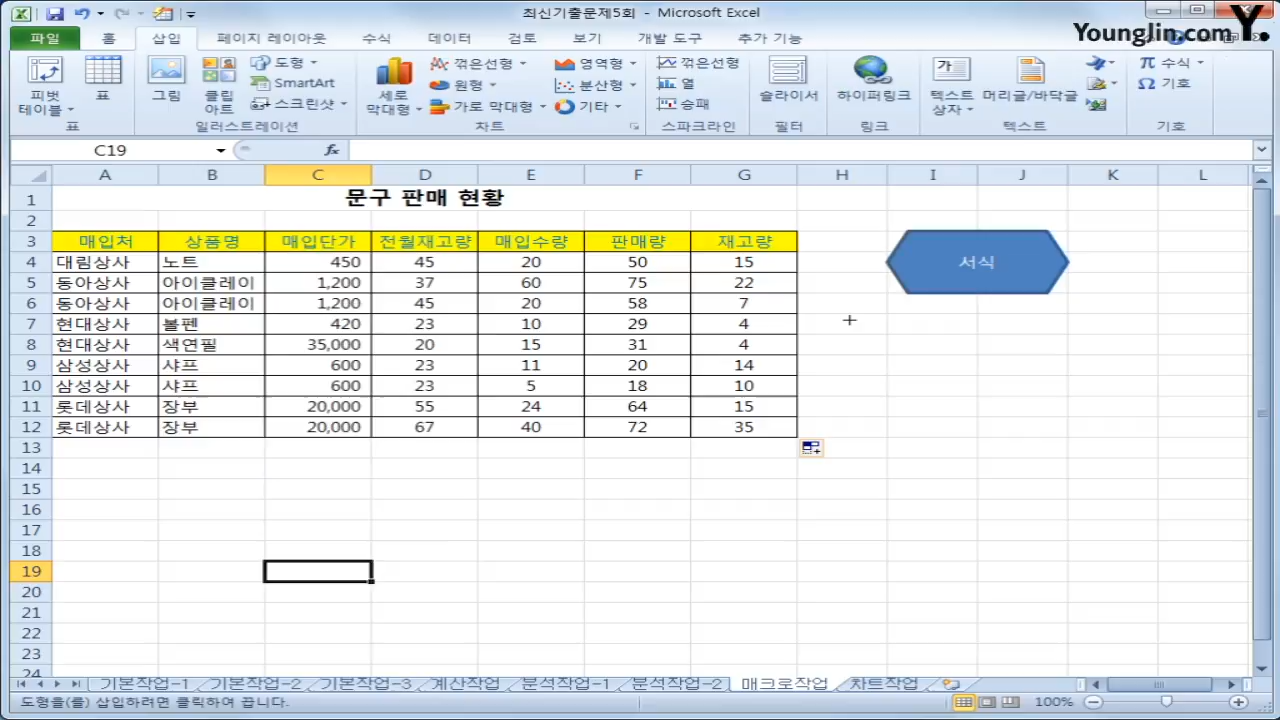 최신기출문제5회 - Microsoft Excel
YoungJin.com Y.
파일 홈 삽입 페이지 레이아웃 수식 데이터 검토 보기 개발 도구 추가 기능
피벗 테이블 표 그림 클립 아트 도형 SmartArt 스크린샷 세로 막대형 꺾은선형 원형 가로 막대형 영역형 분산형 기타 꺾은선형 열 승패 슬라이서 하이퍼링크 텍스트 상자 머리글/바닥글 π 수식 Ω 기호
표 일러스트레이션 차트 스파크라인 필터 링크 텍스트 기호
C19 fx
A B C D E F G H I J K L
1 문구 판매 현황
2
3 매입처 상품명 매입단가 전월재고량 매입수량 판매량 재고량
4 대림상사 노트 450 45 20 50 15
서식
5 동아상사 아이클레이 1,200 37 60 75 22
6 동아상사 아이클레이 1,200 45 20 58 7
7 현대상사 볼펜 420 23 10 29 4
8 현대상사 색연필 35,000 20 15 31 4
9 삼성상사 샤프 600 23 11 20 14
10 삼성상사 샤프 600 23 5 18 10
11 롯데상사 장부 20,000 55 24 64 15
12 롯데상사 장부 20,000 67 40 72 35
13
14
15
16
17
18
19
20
21
22
23
24
기본작업-1 기본작업-2 기본작업-3 계산작업 분석작업-1 분석작업-2 매크로작업 차트작업
도형을(를) 삽입하려면 클릭하여 끕니다. 100%